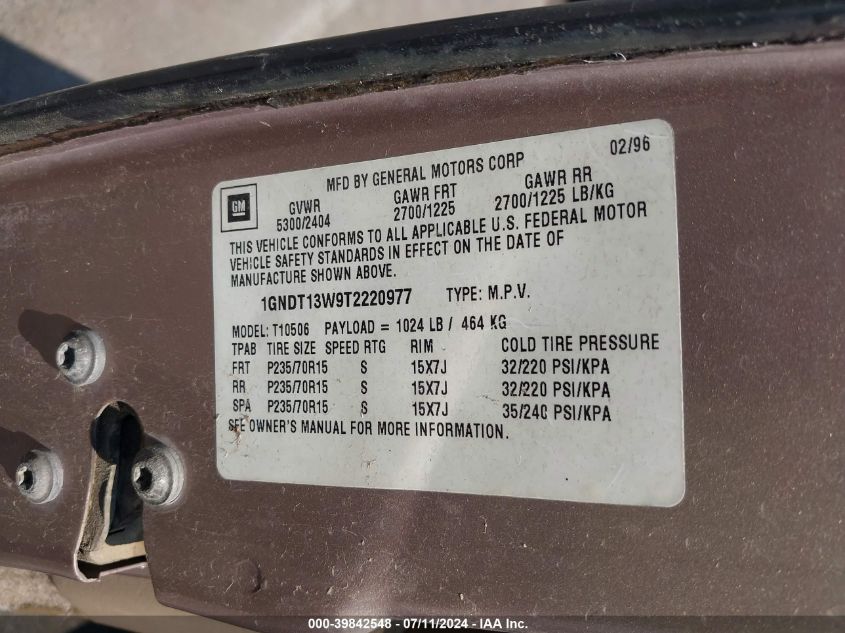 MFD BY GENERAL MOTORS CORP 02/96
GM
GVWR GAWR FRT GAWR RR
5300/2404 2700/1225 2700/1225 LB/KG
THIS VEHICLE CONFORMS TO ALL APPLICABLE U.S. FEDERAL MOTOR
VEHICLE SAFETY STANDARDS IN EFFECT ON THE DATE OF
MANUFACTURE SHOWN ABOVE.
1GNDT13W9T2220977 TYPE: M.P.V.
MODEL: T10506 PAYLOAD = 1024 LB / 464 KG
TPAB TIRE SIZE SPEED RTG RIM COLD TIRE PRESSURE
FRT P235/70R15 S 15X7J 32/220 PSI/KPA
RR P235/70R15 S 15X7J 32/220 PSI/KPA
SPA P235/70R15 S 15X7J 35/240 PSI/KPA
SEE OWNER'S MANUAL FOR MORE INFORMATION.
000-39842548 - 07/11/2024 - IAA Inc.